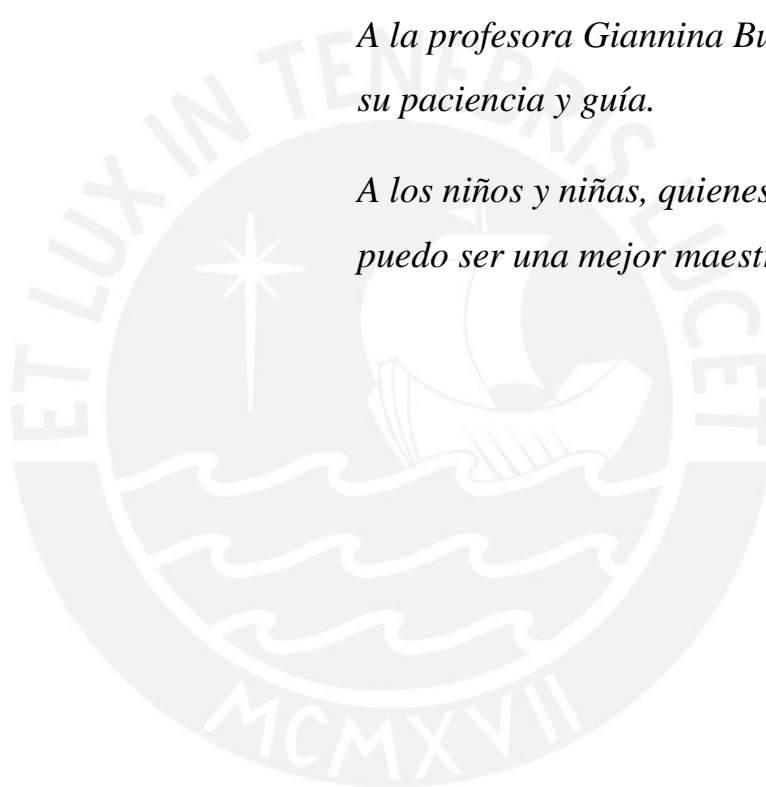 A la profesora Giannina
su paciencia y guía.
A los niños y niñas, quienes
puedo ser una mejor
ET LUX IN TENEBRIS LUCET
MCMXVII